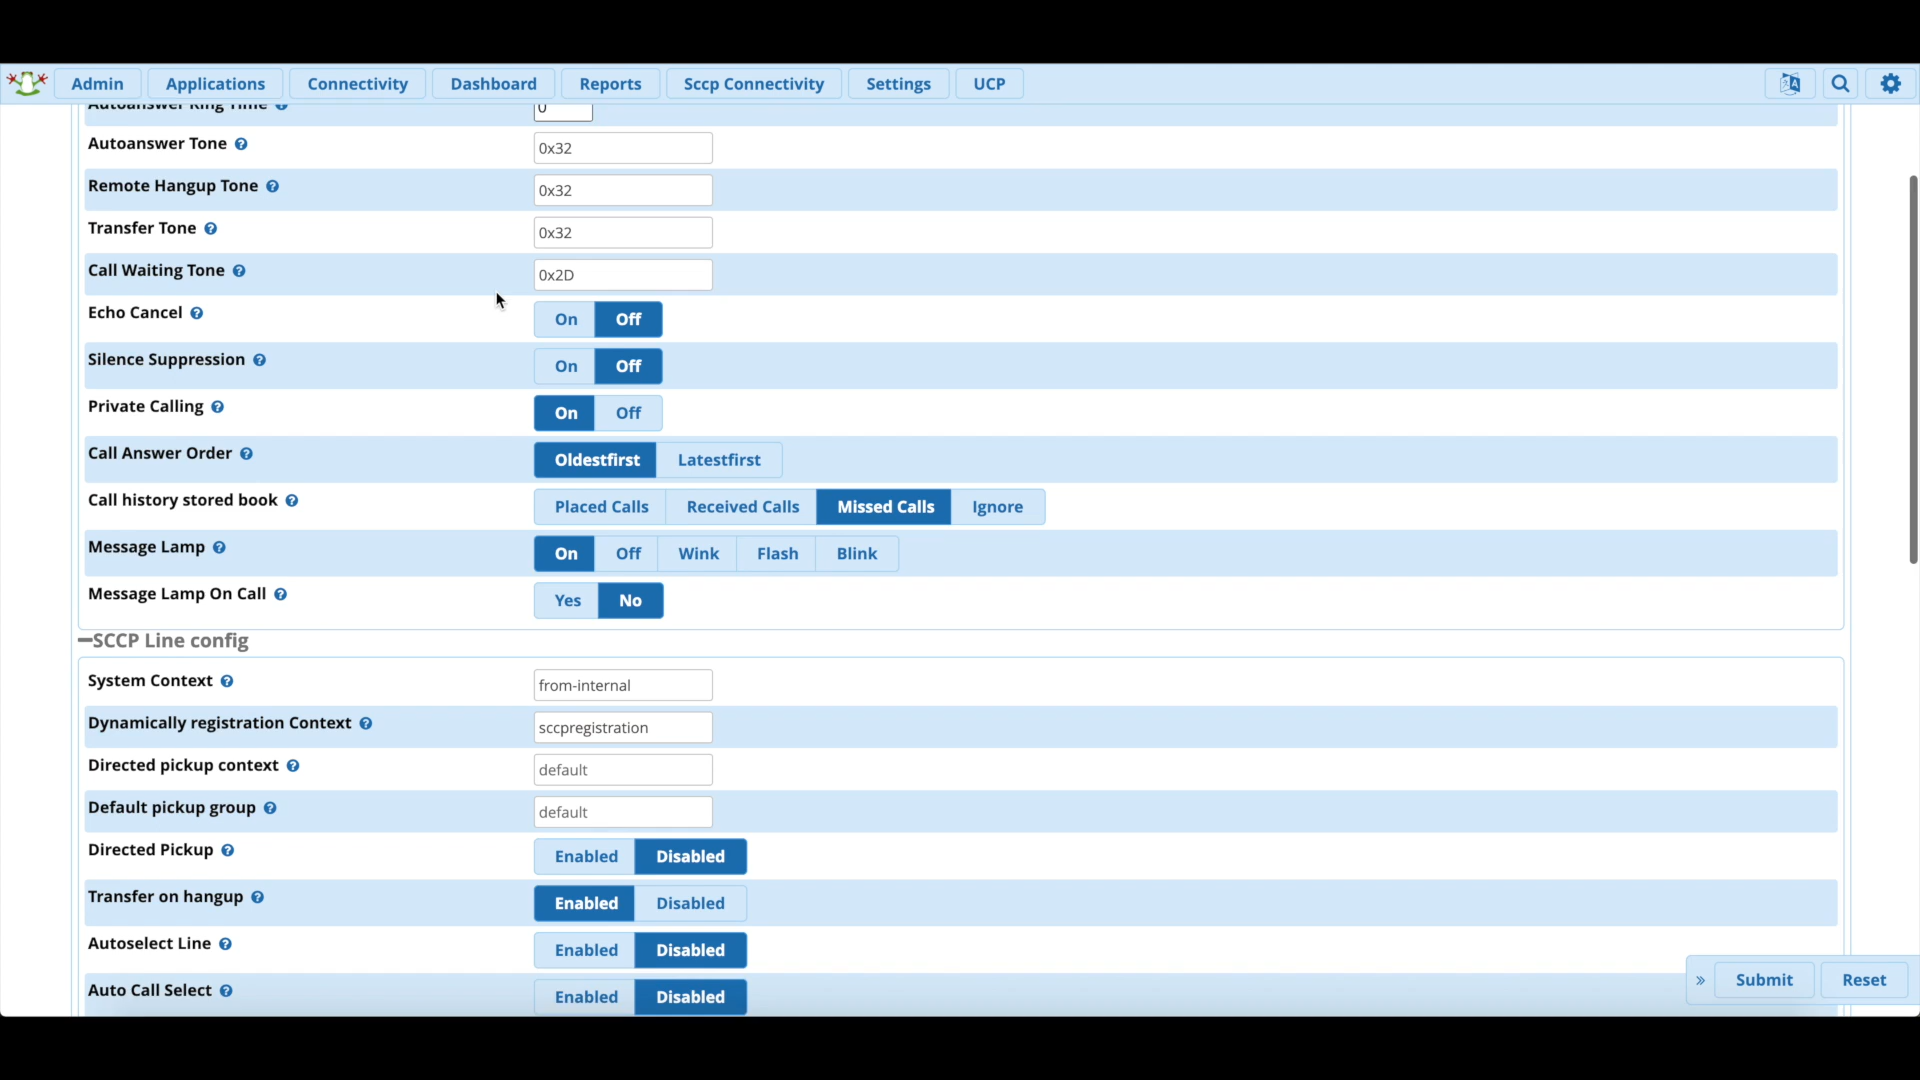 Admin Applications Connectivity Dashboard Reports Sccp Connectivity Settings UCP
Autoanswer Ring Time 0
Autoanswer Tone 0x32
Remote Hangup Tone 0x32
Transfer Tone 0x32
Call Waiting Tone 0x2D
Echo Cancel On Off
Silence Suppression On Off
Private Calling On Off
Call Answer Order Oldestfirst Latestfirst
Call history stored book Placed Calls Received Calls Missed Calls Ignore
Message Lamp On Off Wink Flash Blink
Message Lamp On Call Yes No
SCCP Line config
System Context from-internal
Dynamically registration Context sccpregistration
Directed pickup context default
Default pickup group default
Directed Pickup Enabled Disabled
Transfer on hangup Enabled Disabled
Autoselect Line Enabled Disabled
Auto Call Select Enabled Disabled
» Submit Reset